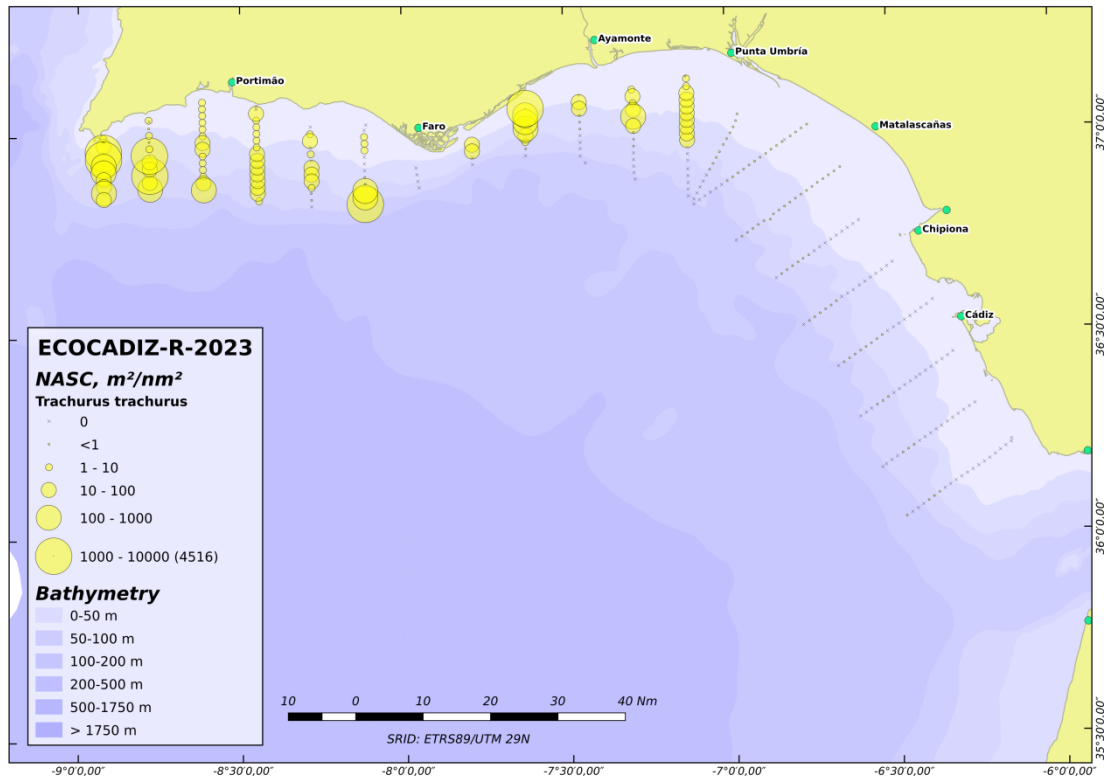 Ayamonte
Punta Umbría
Portimão
Faro
Matalascañas
Chipiona
Cádiz
37°0'0.00"
36°30'0.00"
36°0'0.00"
35°30'0.00"
ECOCADIZ-R-2023
NASC, m²/nm²
Trachurus trachurus
0
<1
1 - 10
10 - 100
100 - 1000
1000 - 10000 (4516)
Bathymetry
0-50 m
50-100 m
100-200 m
200-500 m
500-1750 m
> 1750 m
10 0 10 20 30 40 Nm
SRID: ETRS89/UTM 29N
-9°0'0,00" -8°30'0,00" -8°0'0,00" -7°30'0,00" -7°0'0,00" -6°30'0,00" -6°0'0,00"